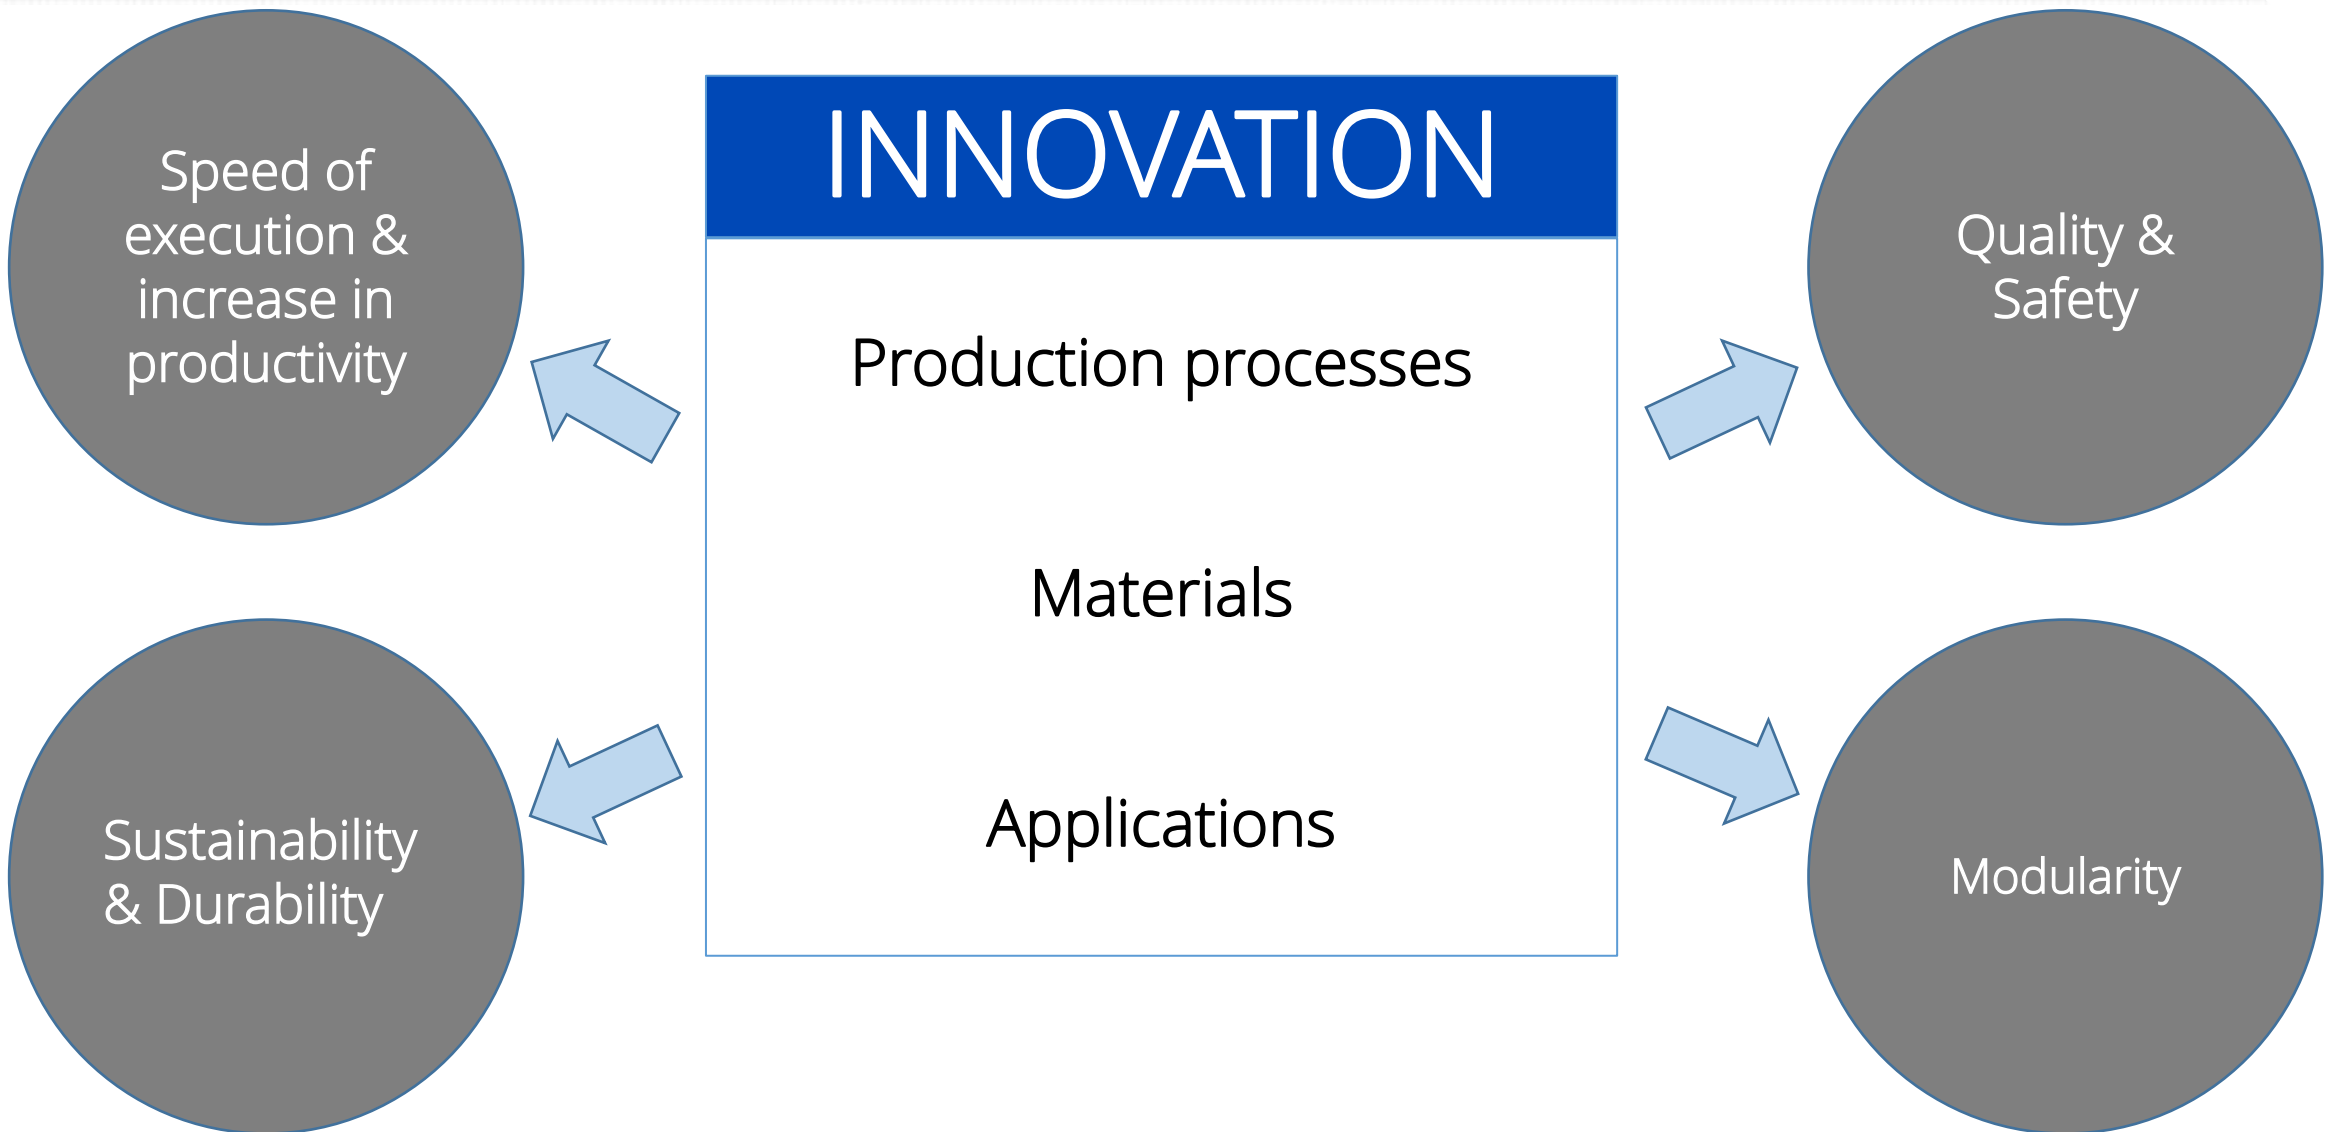 Speed of
execution &
increase in
productivity
INNOVATION
Production processes
Materials
Applications
Quality &
Safety
Sustainability
& Durability
Modularity